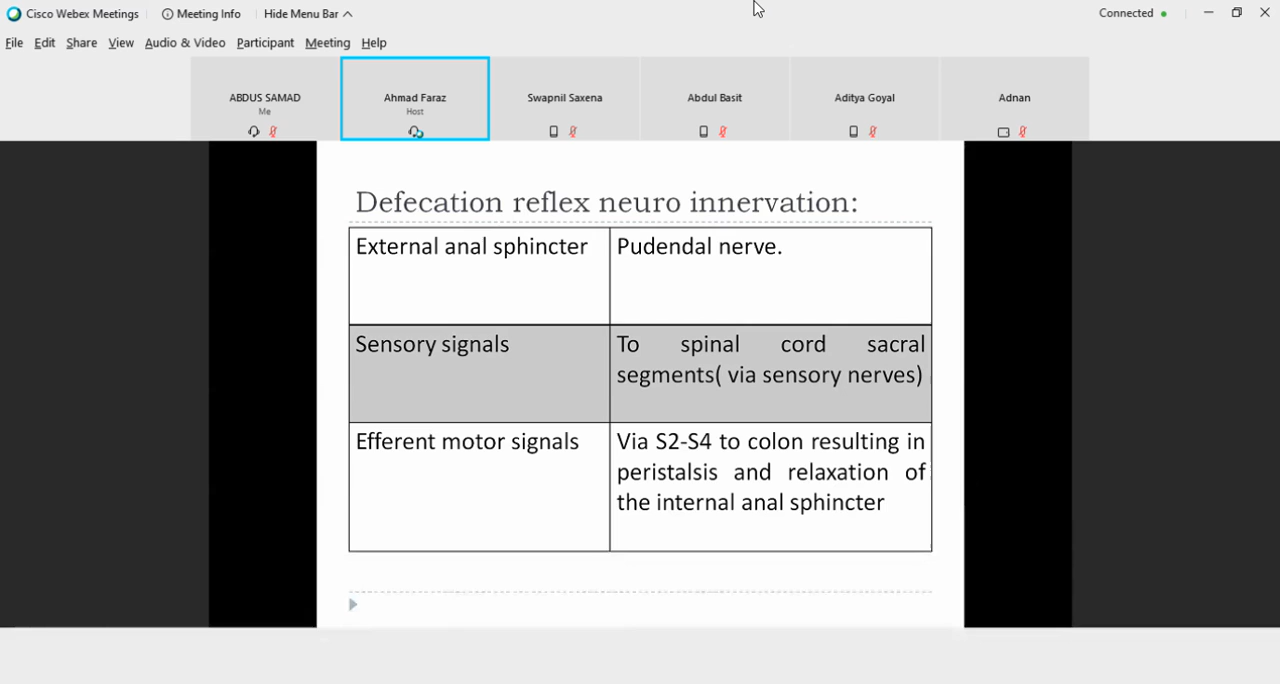 Cisco Webex Meetings Meeting Info Hide Menu Bar Connected
File Edit Share View Audio & Video Participant Meeting Help
ABDUS SAMAD
Me
Ahmad Faraz
Host
Swapnil Saxena
Abdul Basit
Aditya Goyal
Adnan
Defecation reflex neuro innervation:
External anal sphincter
Pudendal nerve.
Sensory signals
To spinal cord sacral
segments( via sensory nerves)
Efferent motor signals
Via S2-S4 to colon resulting in
peristalsis and relaxation of
the internal anal sphincter